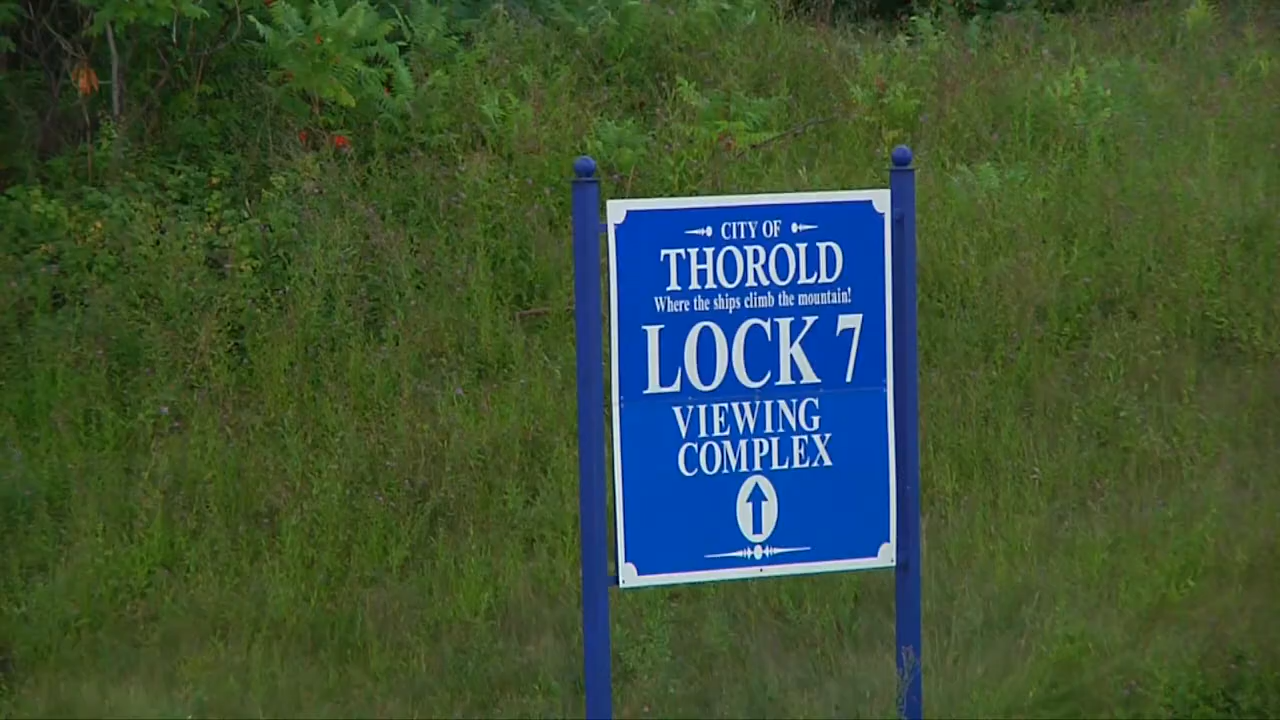 CITY OF
THOROLD
Where the ships climb the mountain!
LOCK 7
VIEWING
COMPLEX